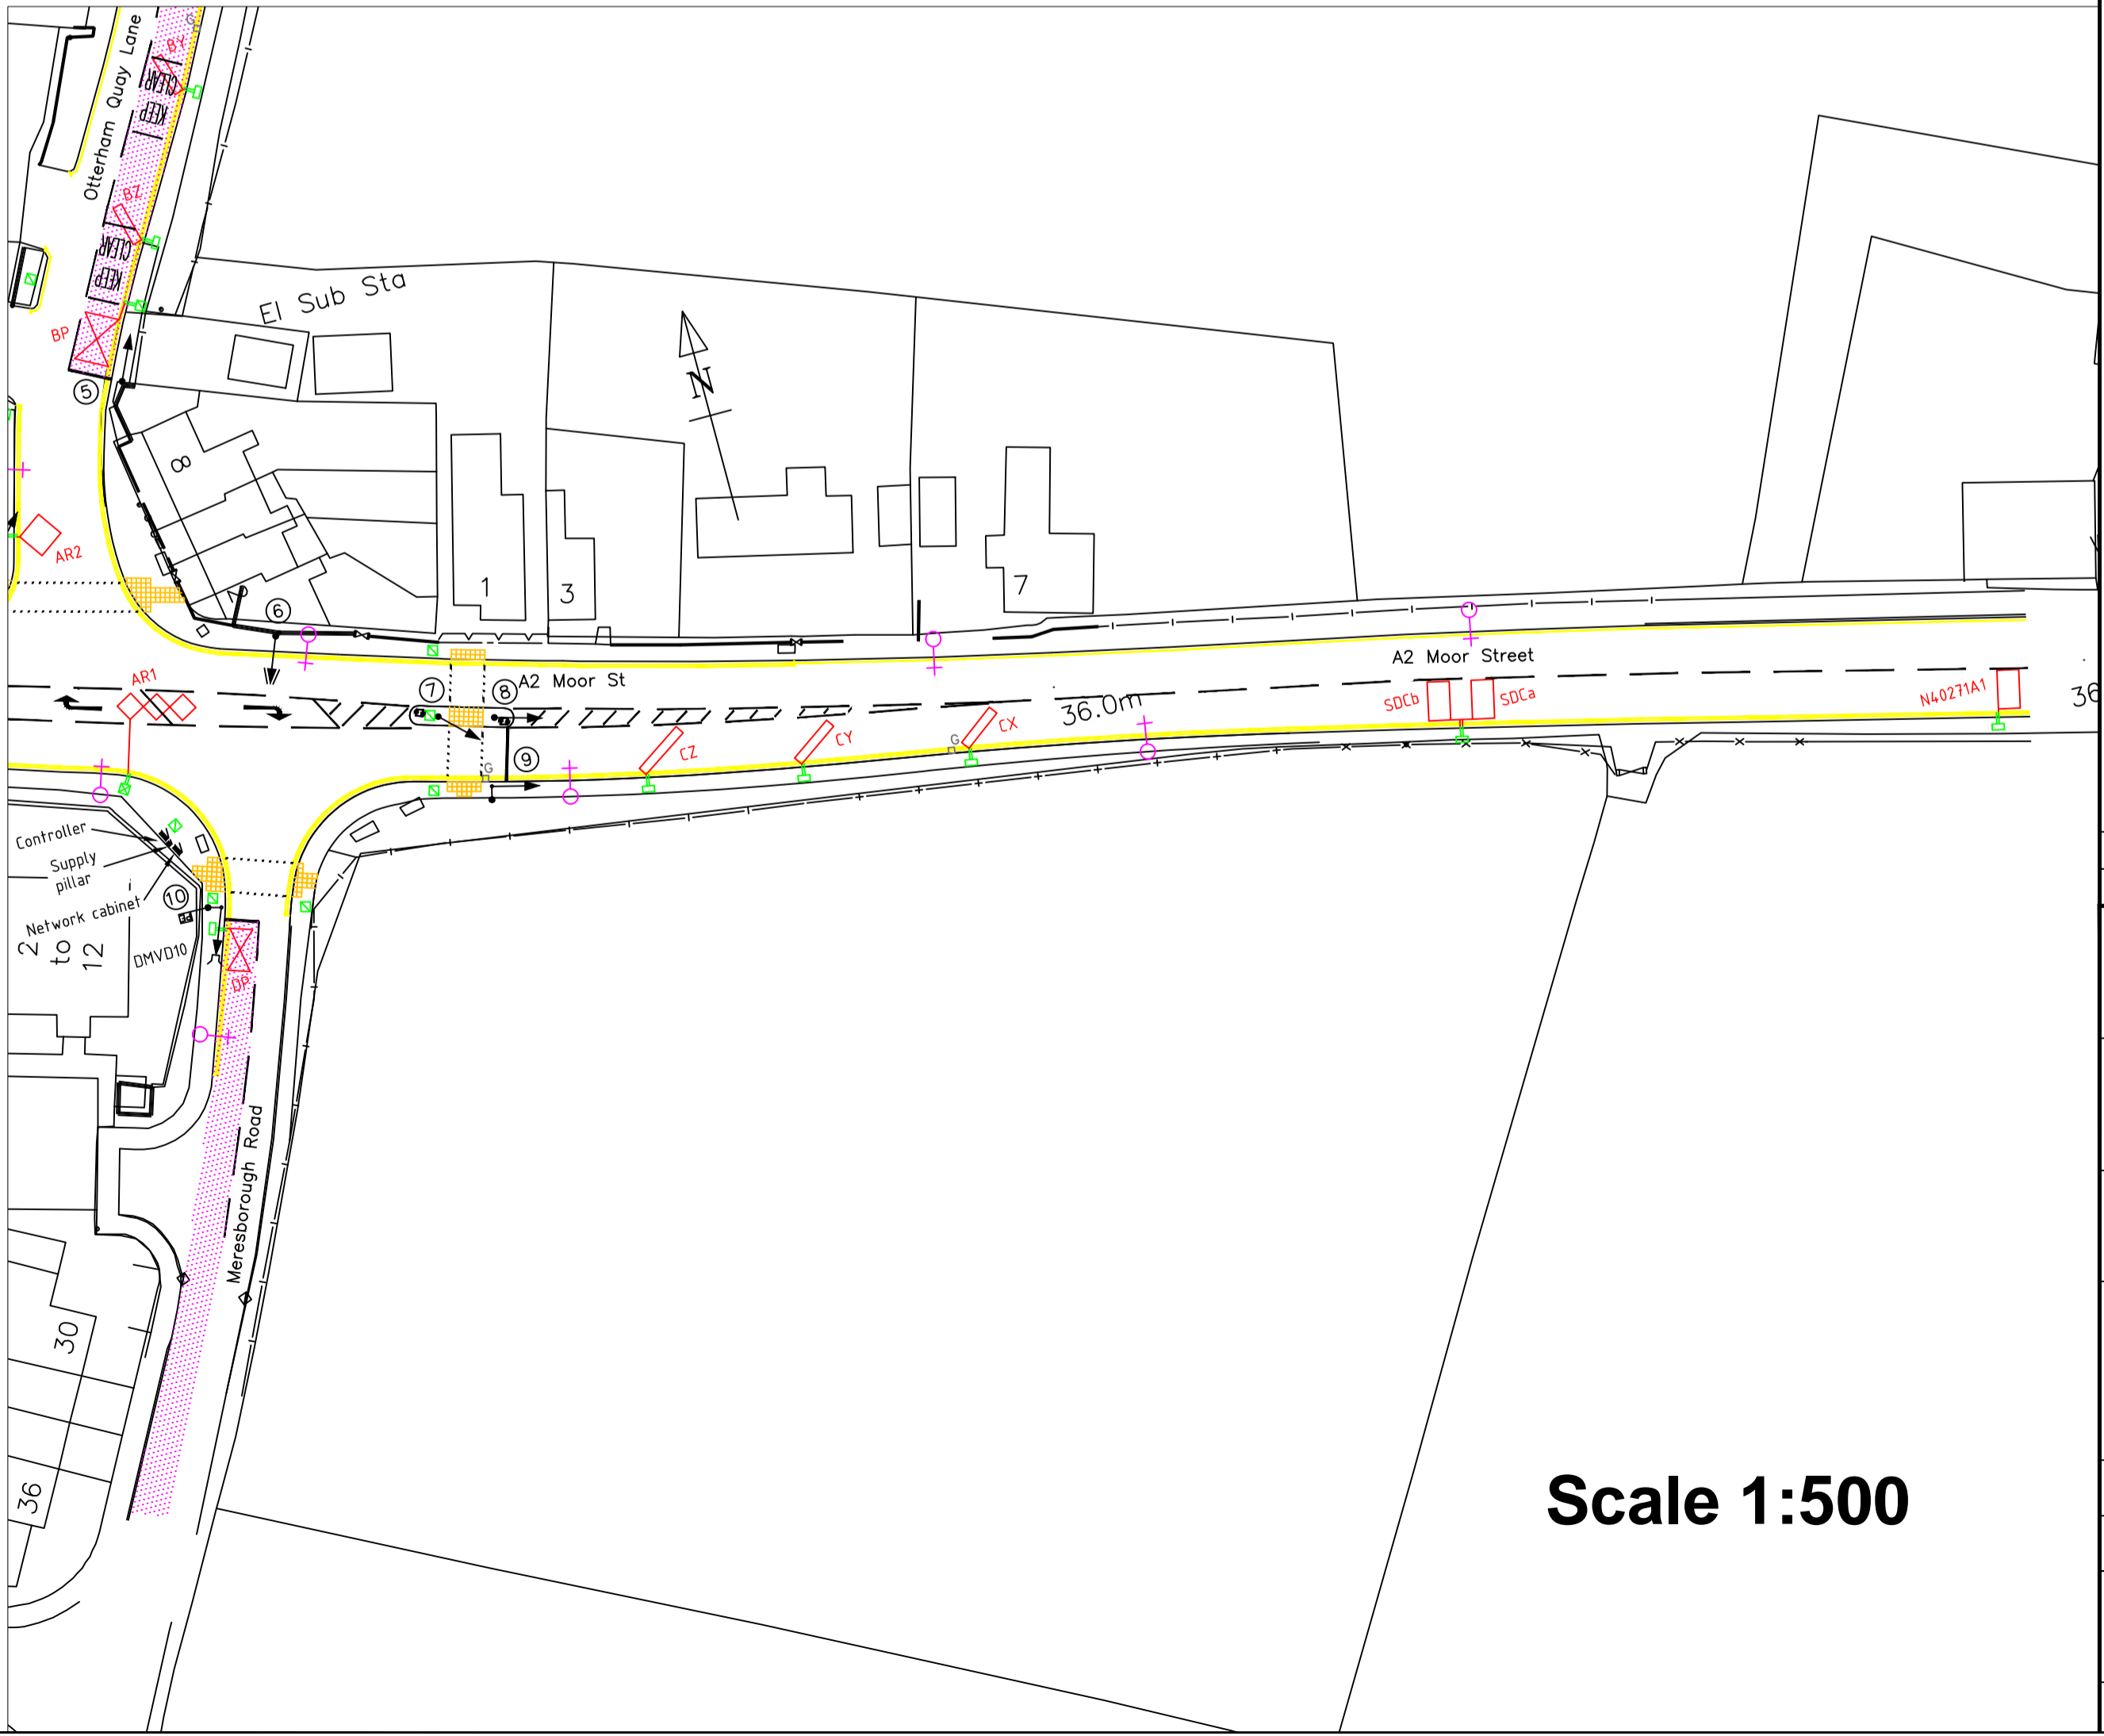 G
BY
CLEAR
KEEP
Otterham Quay Lane
BZ
CLEAR
KEEP
El Sub Sta
BP
5
N
8
AR2
1
3
7
2
6
AR1
7
8
A2 Moor St
A2 Moor Street
36.0m
SDCb
SDCa
N40271A1
36
CX
CY
CZ
G
G
9
Controller
Supply
pillar
Network cabinet
10
PE
2
to
12
DMVD10
DP
Meresborough Road
30
36
Scale 1:500